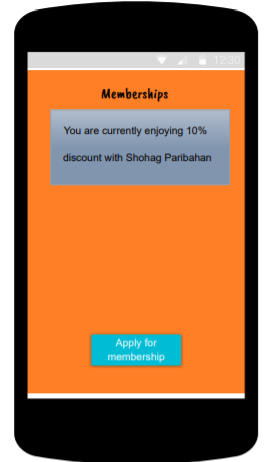 12:30
Memberships
You are currently enjoying 10%
discount with Shohag Paribahan
Apply for
membership